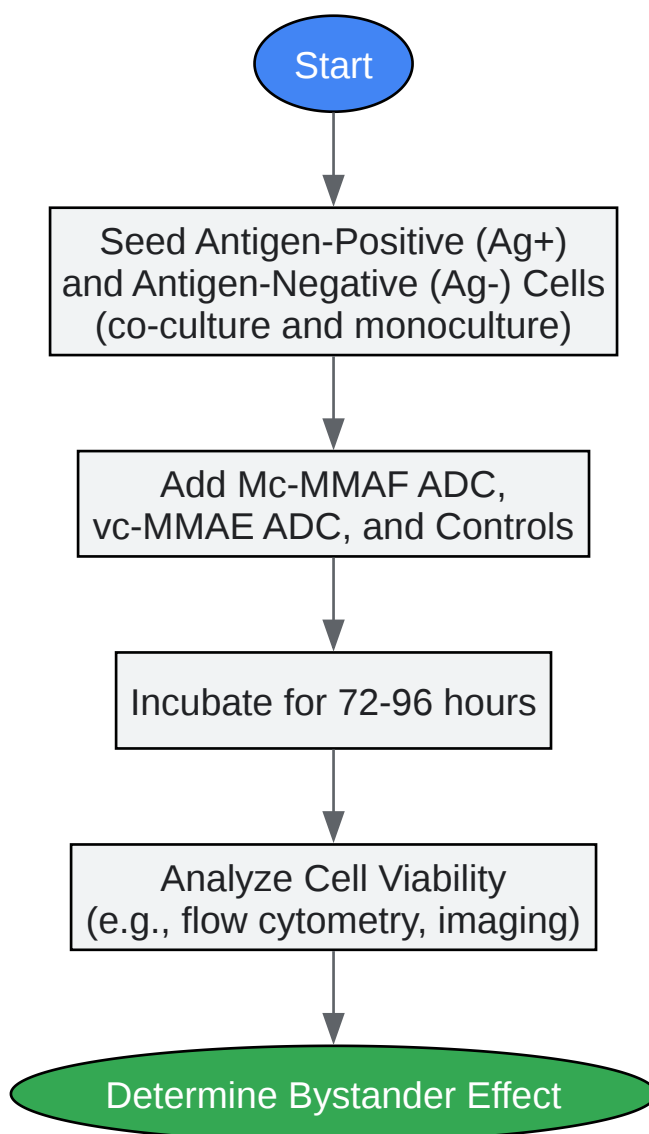 Start
Seed Antigen-Positive (Ag+)
and Antigen-Negative (Ag-) Cells
(co-culture and monoculture)
Add Mc-MMAF ADC,
vc-MMAE ADC, and Controls
Incubate for 72-96 hours
Analyze Cell Viability
(e.g., flow cytometry, imaging)
Determine Bystander Effect